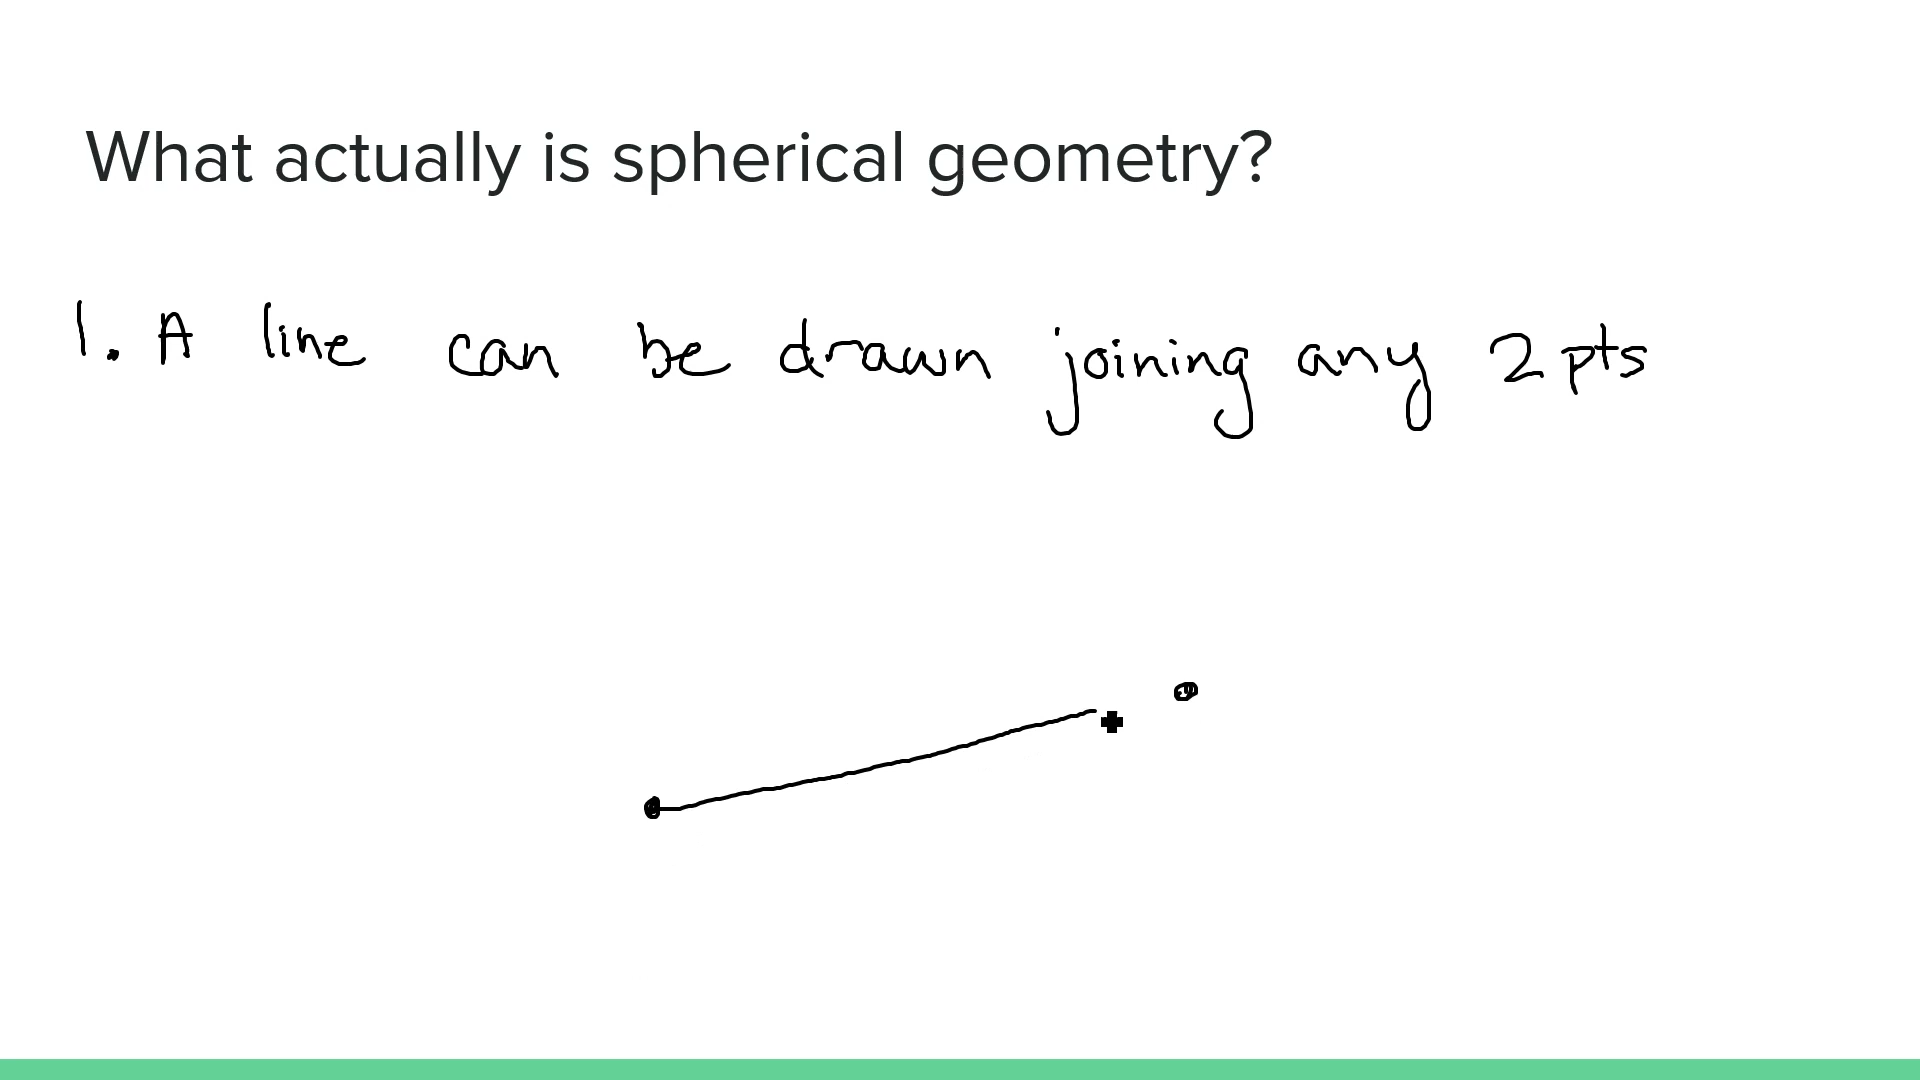 What actually is spherical geometry?
1. A line can be drawn joining any 2 pts